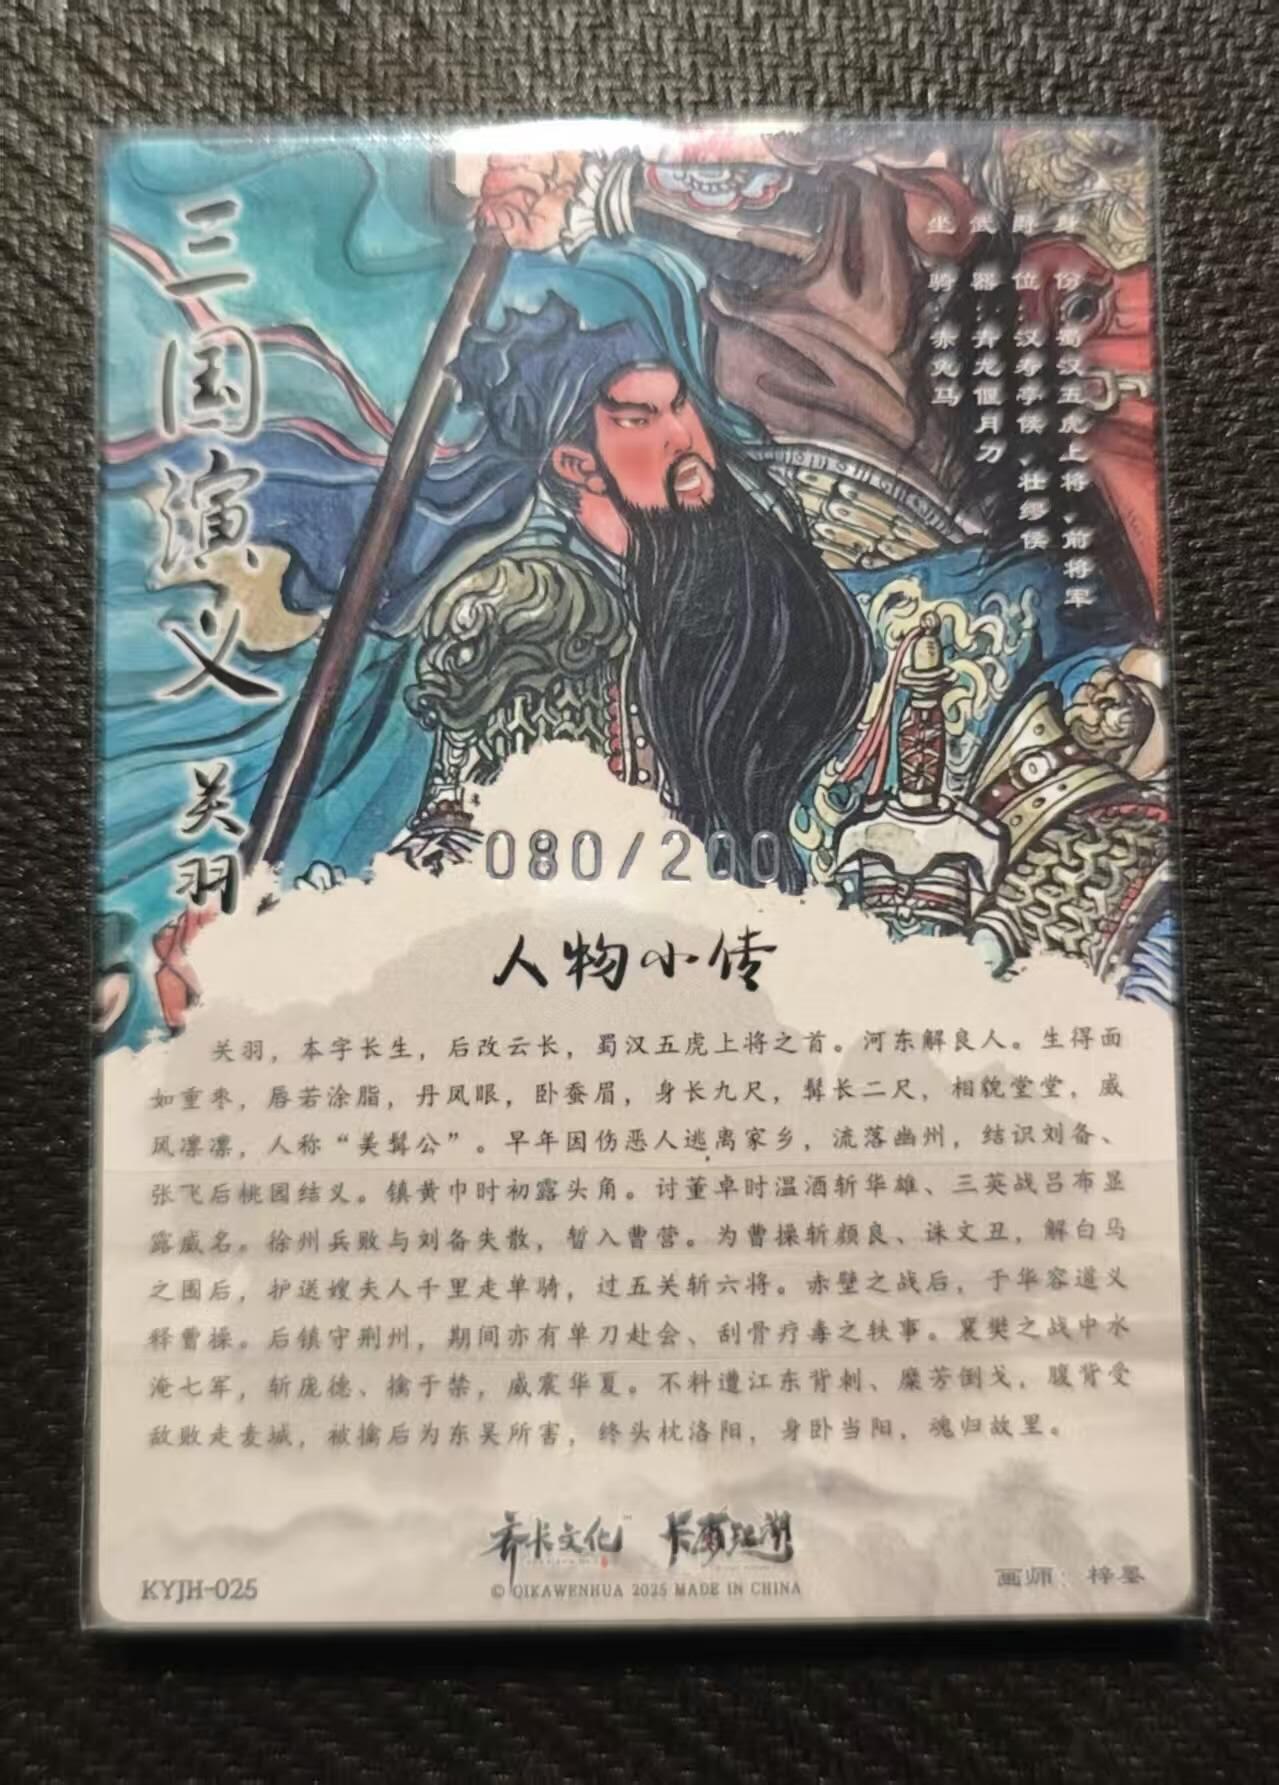 三国演义
关羽
身份：蜀汉五虎上将、前将军
爵位：汉寿亭侯、壮缪侯
武器：青龙偃月刀
坐骑：赤兔马
080/200
人物小传
关羽，本字长生，后改云长，蜀汉五虎上将之首。河东解良人。生得面
如重枣，唇若涂脂，丹凤眼，卧蚕眉，身长九尺，髯长二尺，相貌堂堂，威
风凛凛，人称“美髯公”。早年因伤恶人逃离家乡，流落幽州，结识刘备、
张飞后桃园结义。镇黄巾时初露头角。讨董卓时温酒斩华雄、三英战吕布显
露威名。徐州兵败与刘备失散，暂入曹营。为曹操斩颜良、诛文丑，解白马
之围后，护送嫂夫人千里走单骑，过五关斩六将。赤壁之战后，于华容道义
释曹操。后镇守荆州，期间亦有单刀赴会、刮骨疗毒之轶事。襄樊之战中水
淹七军，斩庞德、擒于禁，威震华夏。不料遭江东背刺、糜芳倒戈，腹背受
敌败走麦城，被擒后为东吴所害，终头枕洛阳，身卧当阳，魂归故里。
齐卡文化 卡有江湖
KYJH-025
© QIKAWENHUA 2025 MADE IN CHINA
画师：梓墨